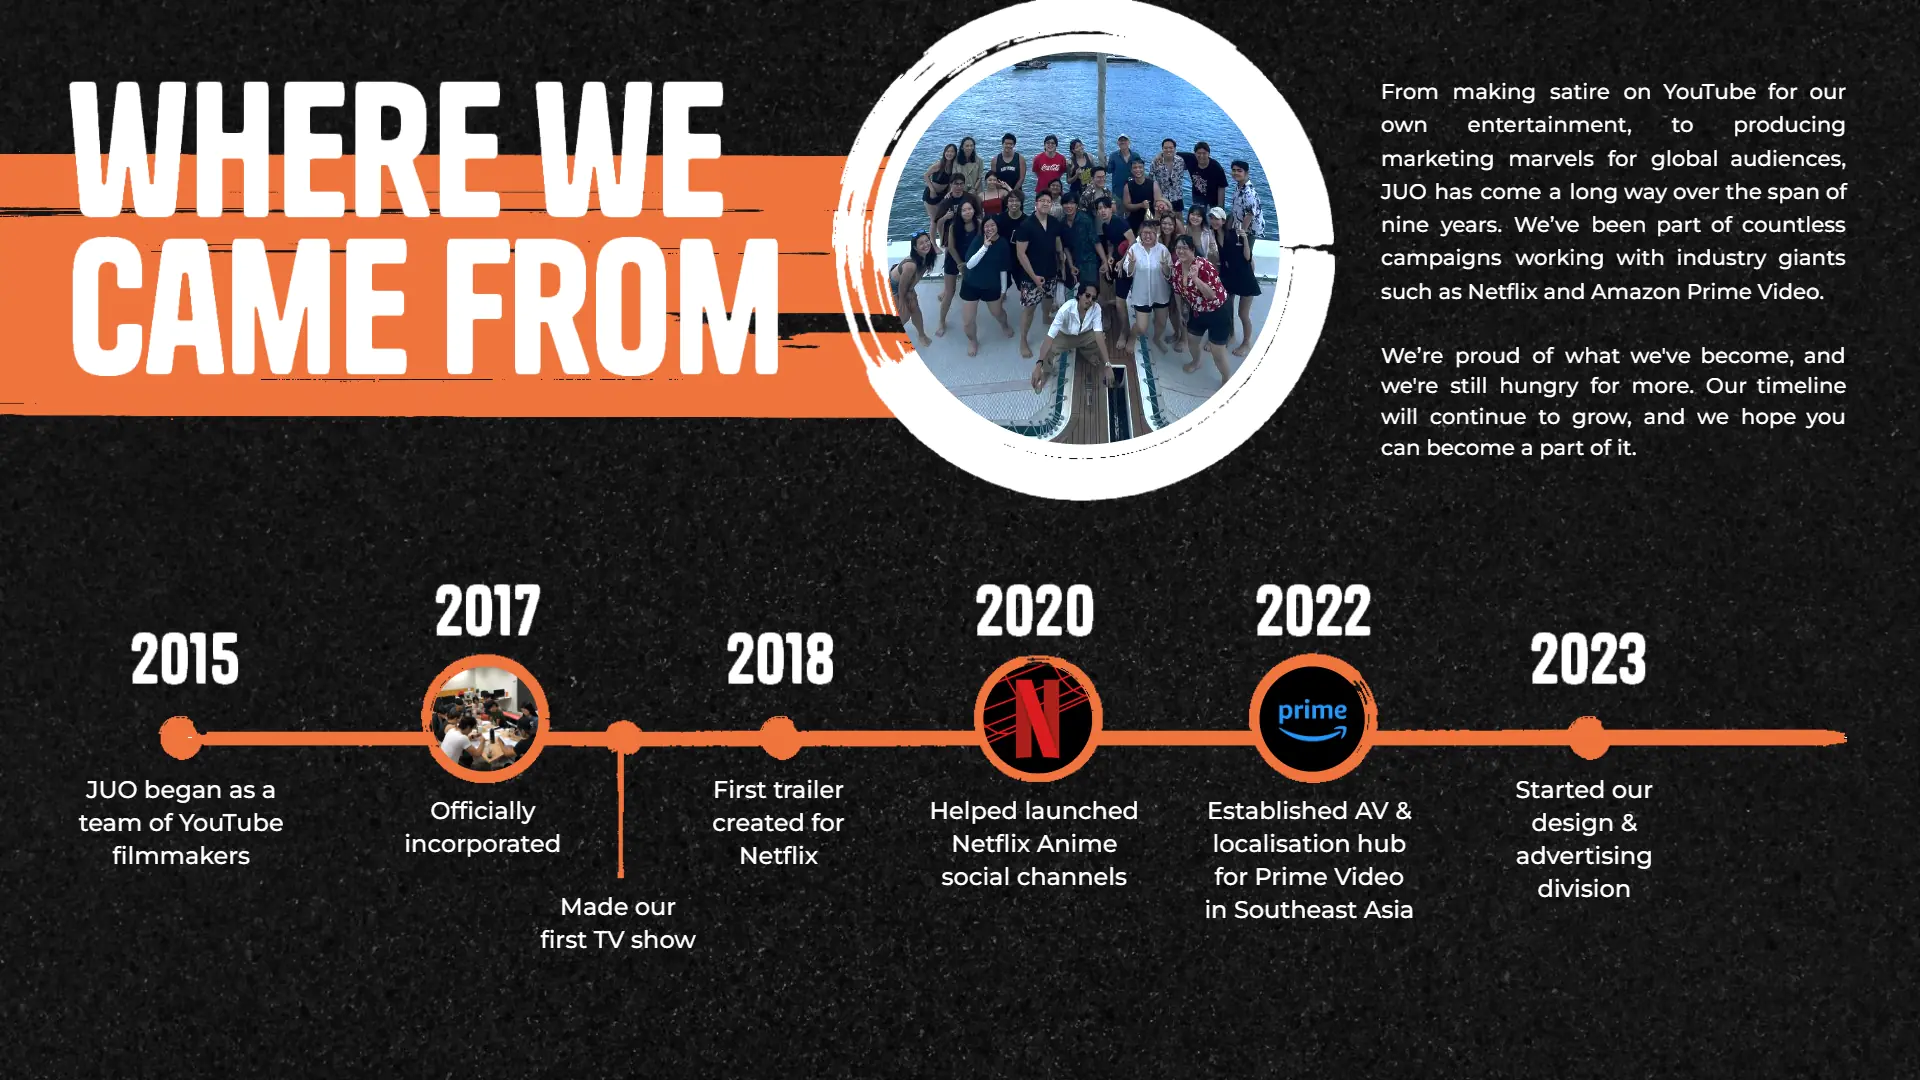 WHERE WE
CAME FROM
From making satire on YouTube for our
own entertainment, to producing
marketing marvels for global audiences,
JUO has come a long way over the span of
nine years. We’ve been part of countless
campaigns working with industry giants
such as Netflix and Amazon Prime Video.
We’re proud of what we've become, and
we're still hungry for more. Our timeline
will continue to grow, and we hope you
can become a part of it.
2015
JUO began as a
team of YouTube
filmmakers
2017
Officially
incorporated
Made our
first TV show
2018
First trailer
created for
Netflix
2020
N
Helped launched
Netflix Anime
social channels
2022
prime
Established AV &
localisation hub
for Prime Video
in Southeast Asia
2023
Started our
design &
advertising
division